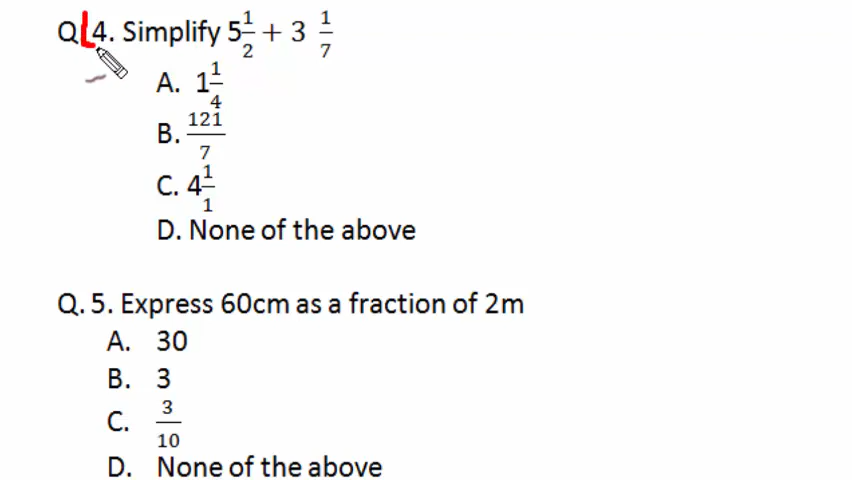 Q 4. Simplify 5 1/2 + 3 1/7
A. 1 1/4
B. 121/7
C. 4 1/1
D. None of the above
Q. 5. Express 60cm as a fraction of 2m
A. 30
B. 3
C. 3/10
D. None of the above